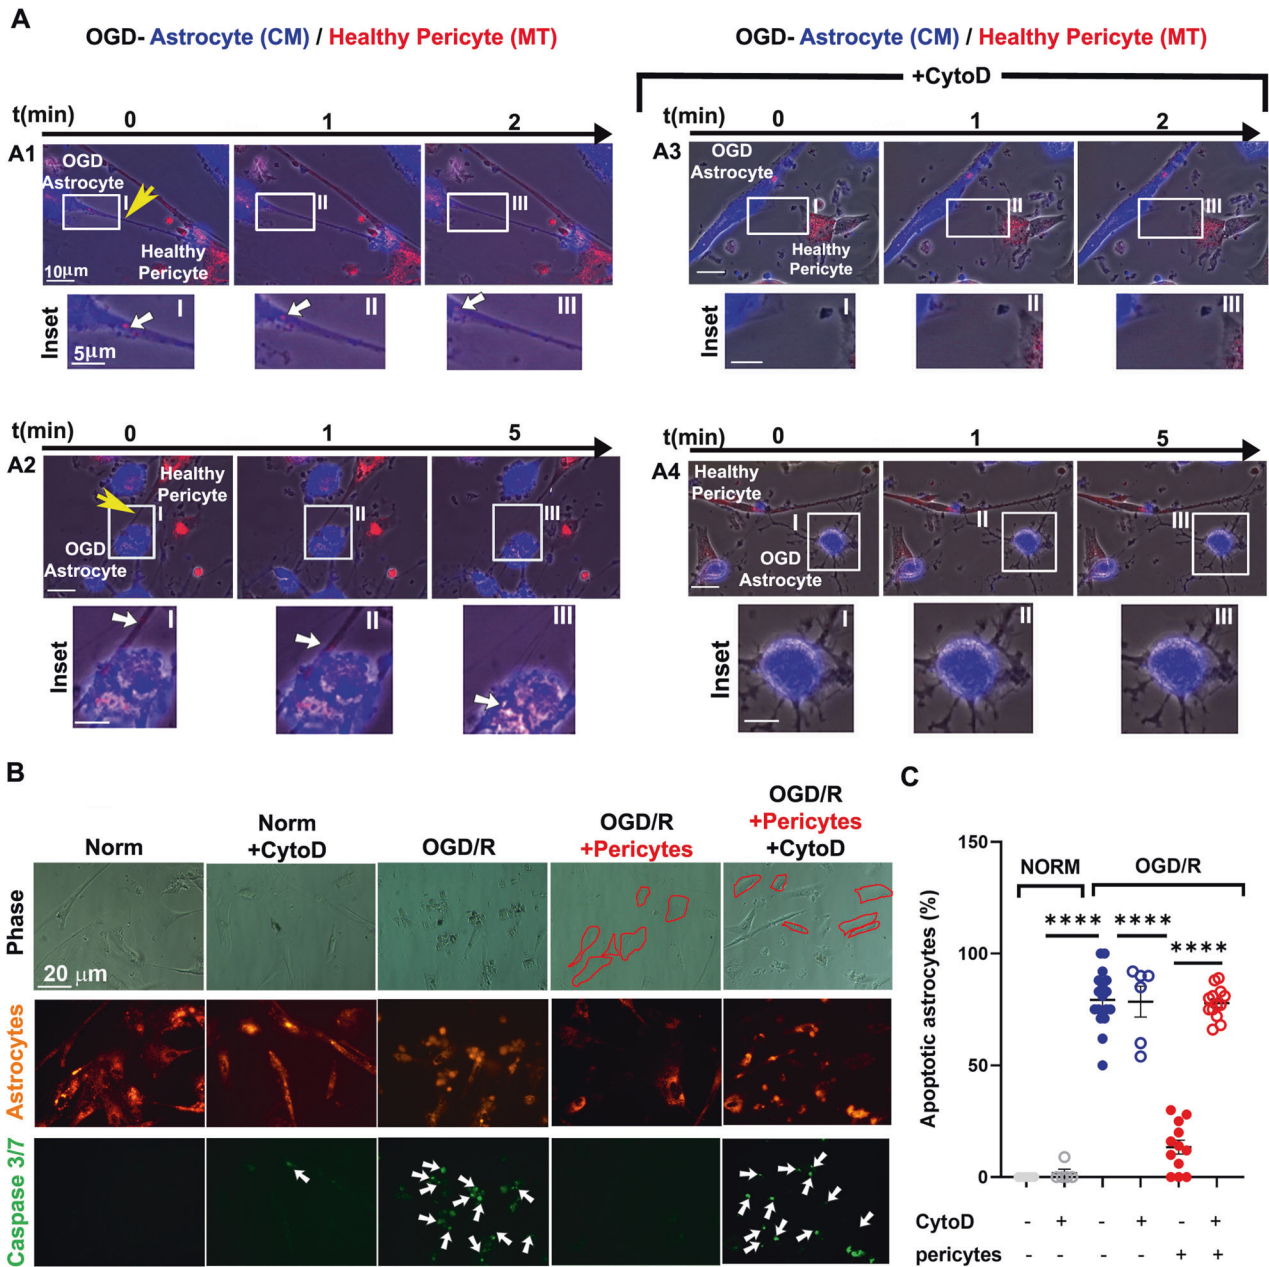 A
OGD- Astrocyte (CM) / Healthy Pericyte (MT)
t(min) 0 1 2
A1
OGD
Astrocyte
I
II
III
Healthy
Pericyte
10μm
Inset
I
II
III
5μm
t(min) 0 1 5
A2
Healthy
Pericyte
I
II
III
OGD
Astrocyte
Inset
I
II
III
OGD- Astrocyte (CM) / Healthy Pericyte (MT)
+CytoD
t(min) 0 1 2
A3
OGD
Astrocyte
I
II
III
Healthy
Pericyte
Inset
I
II
III
t(min) 0 1 5
A4
Healthy
Pericyte
I
II
III
OGD
Astrocyte
Inset
I
II
III
B
Norm
Norm
+CytoD
OGD/R
OGD/R
+Pericytes
OGD/R
+Pericytes
+CytoD
Phase
20 μm
Astrocytes
Caspase 3/7
C
Apoptotic astrocytes (%)
150
100
50
0
NORM
OGD/R
**** ****
****
CytoD - + - + - +
pericytes - - - - + +